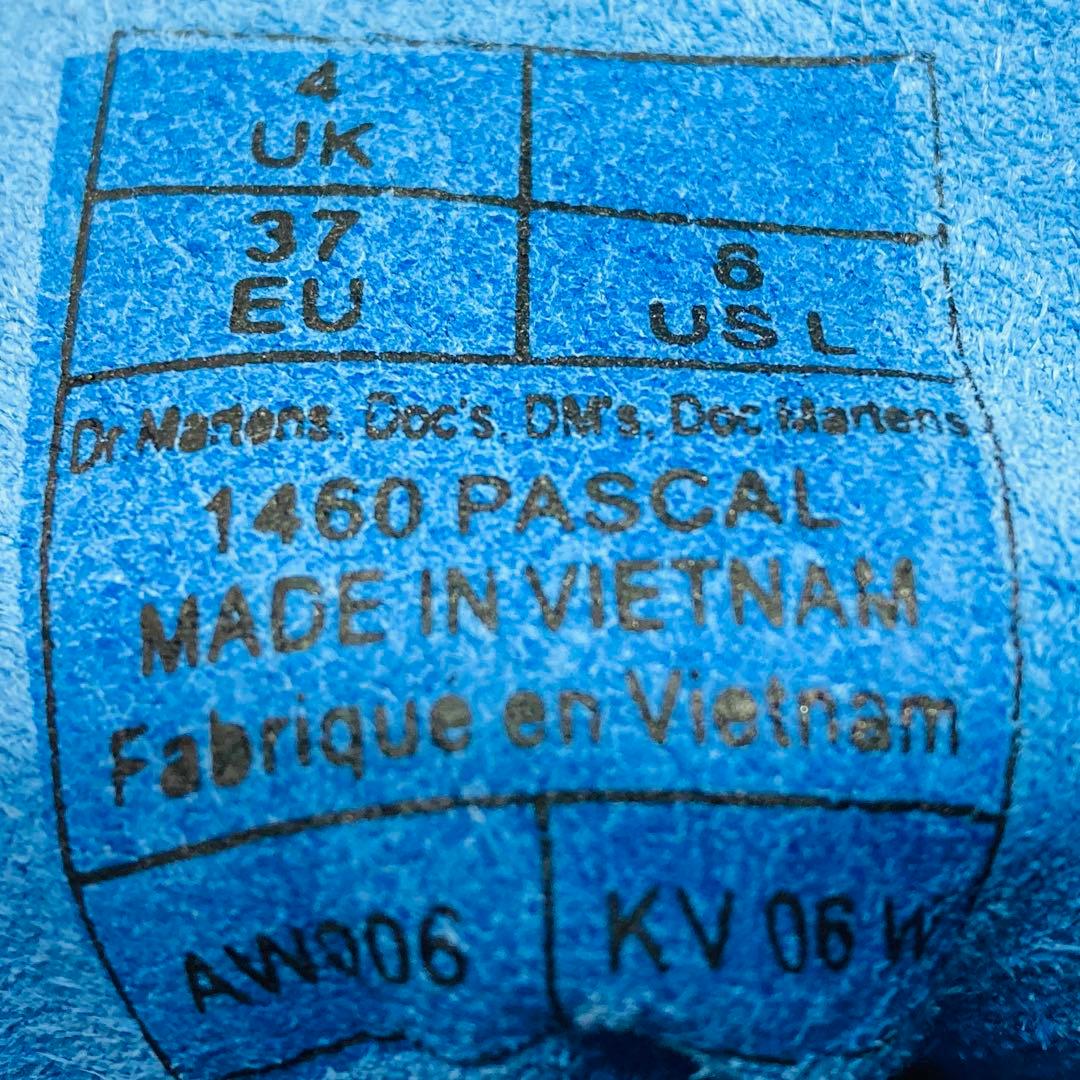 4
UK
37
EU
6
US L
Dr.Martens, Doc's, DM's, Doc Martens
1460 PASCAL
MADE IN VIETNAM
Fabrique en Vietnam
AW006
KV 06 W